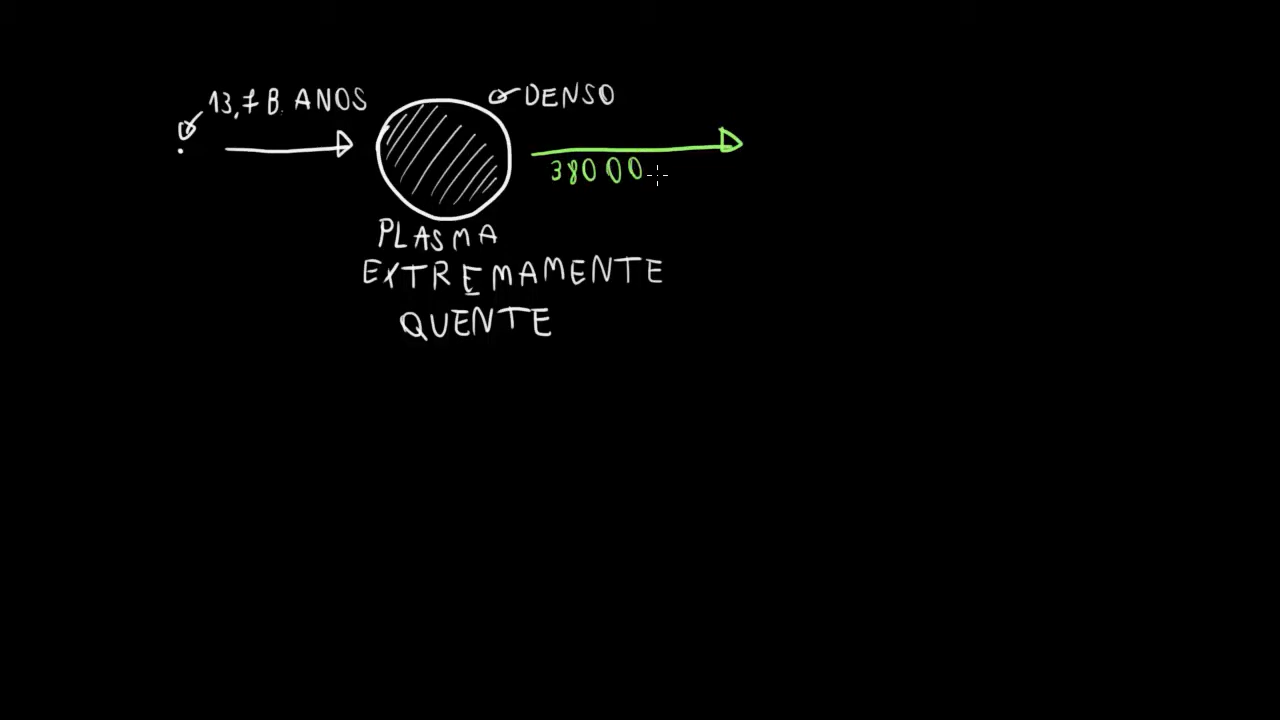 13,7 B. ANOS
DENSO
38000
PLASMA
EXTREMAMENTE
QUENTE